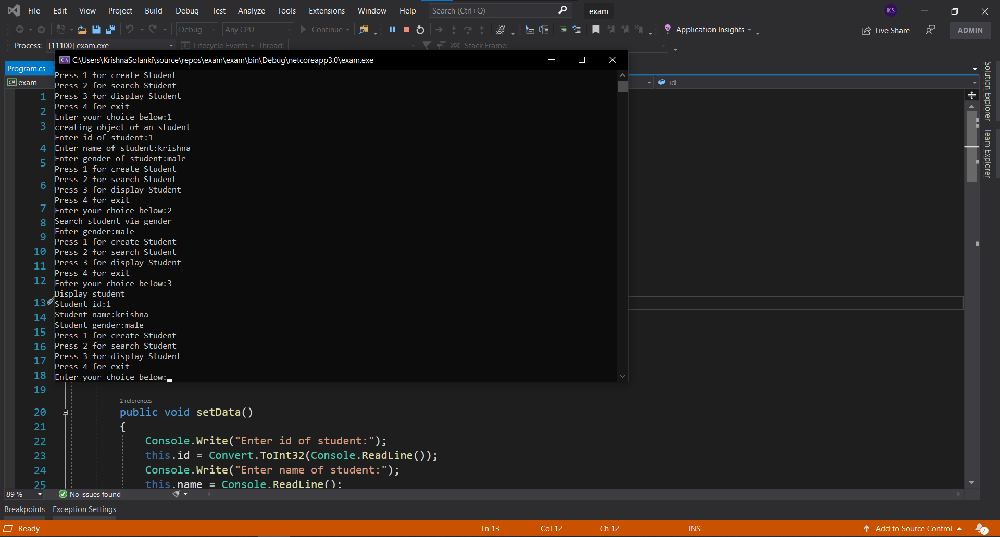 File Edit View Project Build Debug Test Analyze Tools Extensions Window Help Search (Ctrl+Q) exam KS
Debug Any CPU Continue Application Insights Live Share ADMIN
Process: [11100] exam.exe Lifecycle Events Thread: Stack Frame:
C:\Users\KrishnaSolanki\source\repos\exam\exam\bin\Debug\netcoreapp3.0\exam.exe
Program.cs
C# exam
id
Solution Explorer
Team Explorer
Press 1 for create Student
Press 2 for search Student
Press 3 for display Student
Press 4 for exit
Enter your choice below:1
creating object of an student
Enter id of student:1
Enter name of student:krishna
Enter gender of student:male
Press 1 for create Student
Press 2 for search Student
Press 3 for display Student
Press 4 for exit
Enter your choice below:2
Search student via gender
Enter gender:male
Press 1 for create Student
Press 2 for search Student
Press 3 for display Student
Press 4 for exit
Enter your choice below:3
Display student
Student id:1
Student name:krishna
Student gender:male
Press 1 for create Student
Press 2 for search Student
Press 3 for display Student
Press 4 for exit
Enter your choice below:
1
2
3
4
5
6
7
8
9
10
11
12
13
14
15
16
17
18
19
2 references
20 public void setData()
21 {
22 Console.Write("Enter id of student:");
23 this.id = Convert.ToInt32(Console.ReadLine());
24 Console.Write("Enter name of student:");
25 this.name = Console.ReadLine();
89 % No issues found
Breakpoints Exception Settings
Ready Ln 13 Col 12 Ch 12 INS Add to Source Control 2